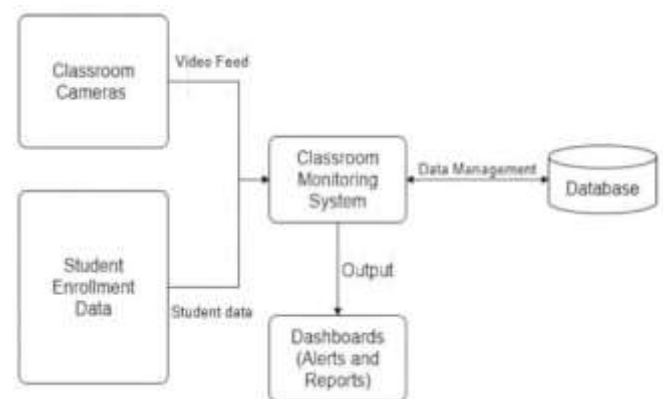 Classroom
Cameras
Video Feed
Classroom
Monitoring
System
Data Management
Database
Student
Enrollment
Data
Student data
Output
Dashboards
(Alerts and
Reports)